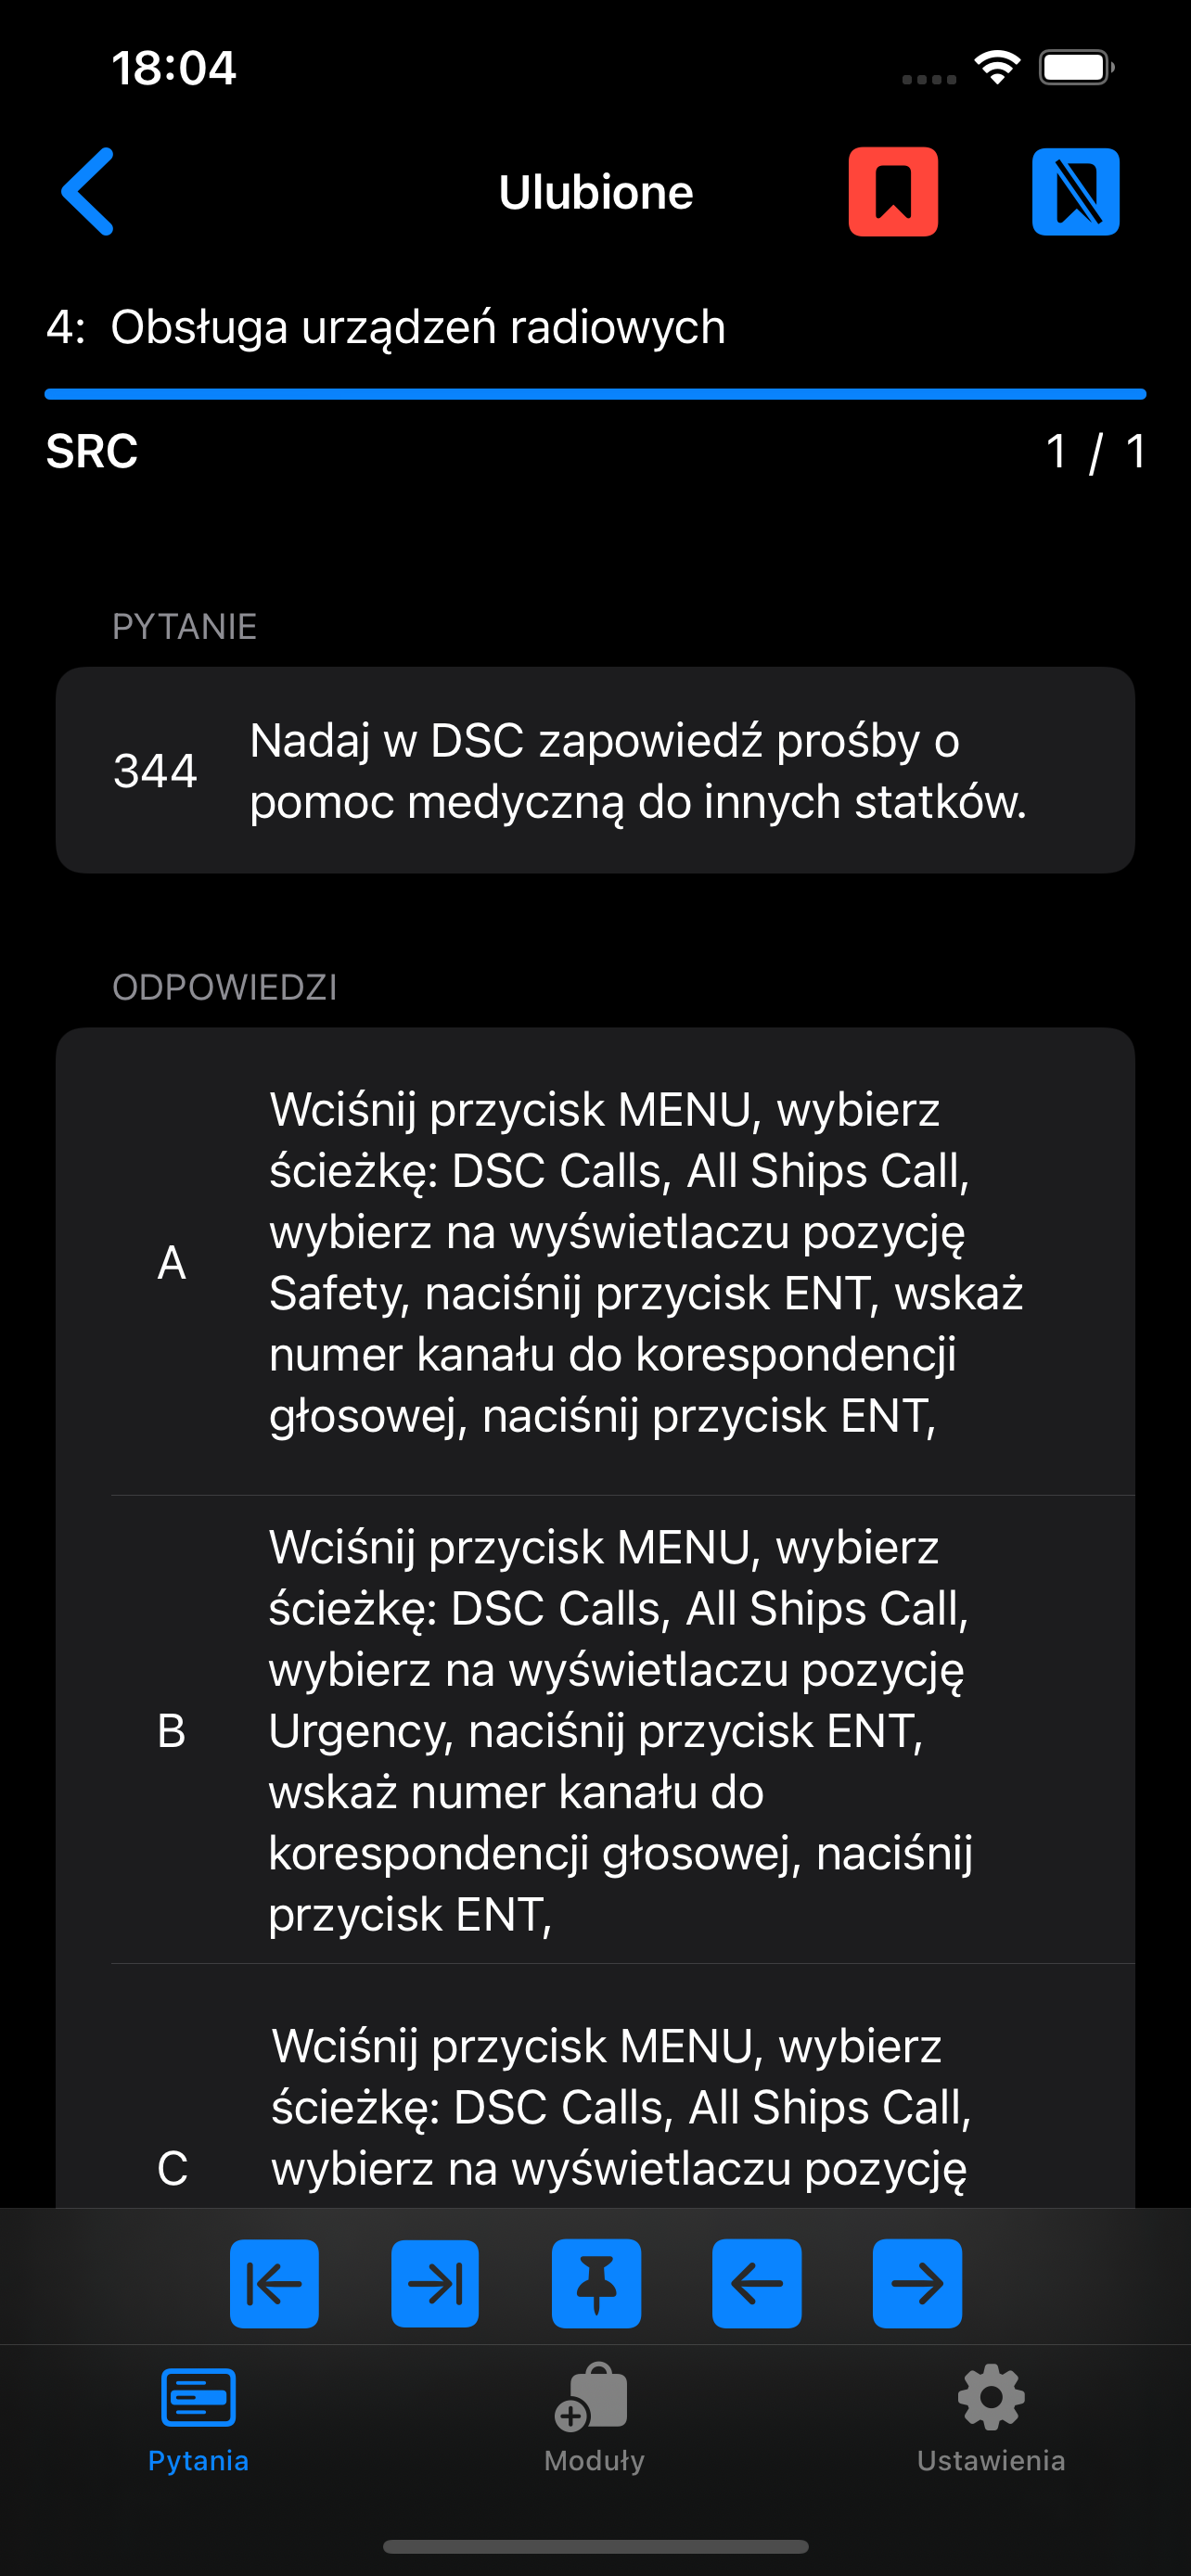 18:04
Ulubione
4: Obsługa urządzeń radiowych
SRC
1 / 1
PYTANIE
344
Nadaj w DSC zapowiedź prośby o
pomoc medyczną do innych statków.
ODPOWIEDZI
A
Wciśnij przycisk MENU, wybierz
ścieżkę: DSC Calls, All Ships Call,
wybierz na wyświetlaczu pozycję
Safety, naciśnij przycisk ENT, wskaż
numer kanału do korespondencji
głosowej, naciśnij przycisk ENT,
B
Wciśnij przycisk MENU, wybierz
ścieżkę: DSC Calls, All Ships Call,
wybierz na wyświetlaczu pozycję
Urgency, naciśnij przycisk ENT,
wskaż numer kanału do
korespondencji głosowej, naciśnij
przycisk ENT,
C
Wciśnij przycisk MENU, wybierz
ścieżkę: DSC Calls, All Ships Call,
wybierz na wyświetlaczu pozycję
Pytania
Moduły
Ustawienia